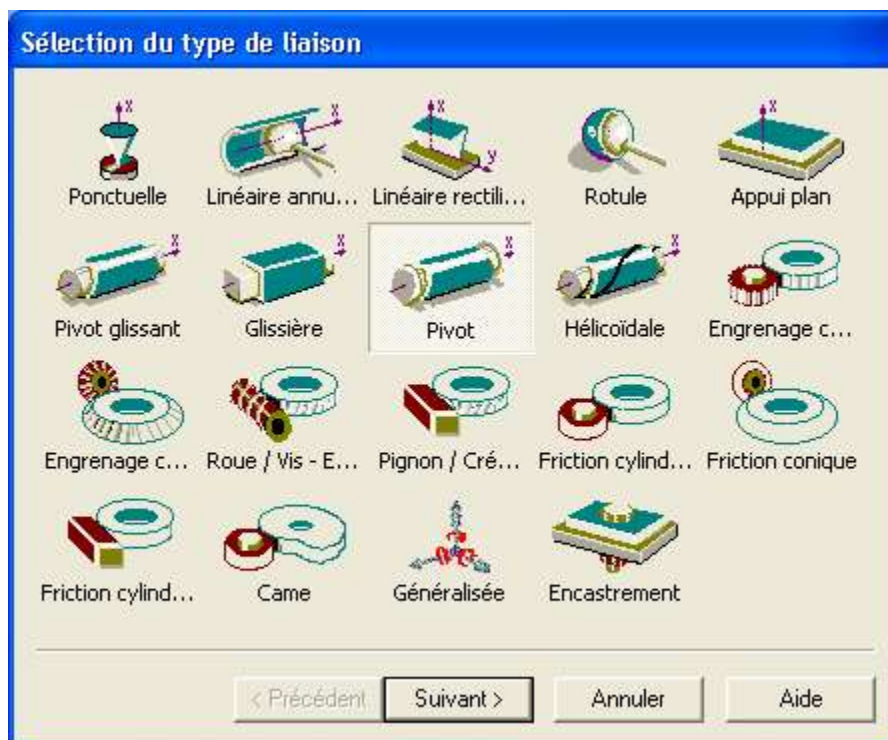 Sélection du type de liaison
x x x x
y
Ponctuelle Linéaire annu... Linéaire rectili... Rotule Appui plan
x x x x
Pivot glissant Glissière Pivot Hélicoïdale Engrenage c...
Engrenage c... Roue / Vis - E... Pignon / Cré... Friction cylind... Friction conique
Friction cylind... Came Généralisée Encastrement
< Précédent Suivant > Annuler Aide